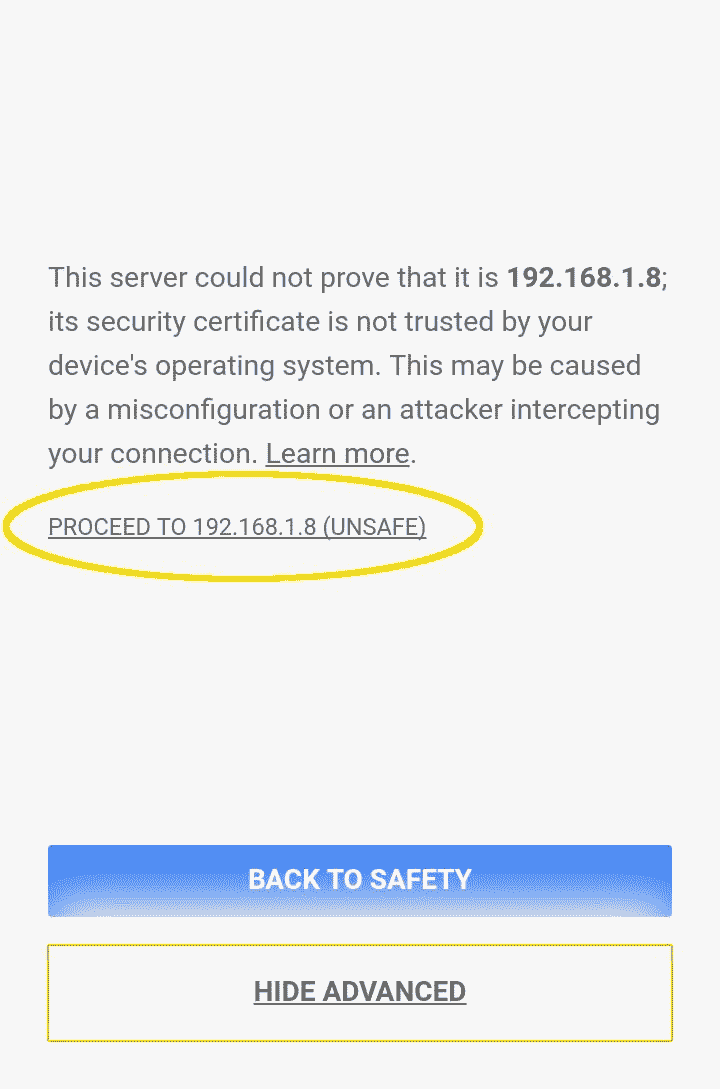 This server could not prove that it is 192.168.1.8;
its security certificate is not trusted by your
device's operating system. This may be caused
by a misconfiguration or an attacker intercepting
your connection. Learn more.
PROCEED TO 192.168.1.8 (UNSAFE)
BACK TO SAFETY
HIDE ADVANCED